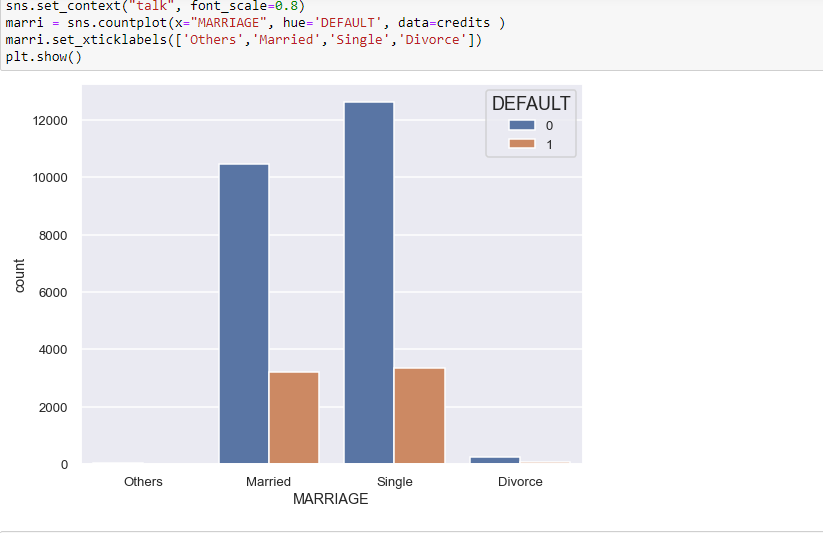 sns.set_context("talk", font_scale=0.8)
marri = sns.countplot(x="MARRIAGE", hue='DEFAULT', data=credits )
marri.set_xticklabels(['Others','Married','Single','Divorce'])
plt.show()
DEFAULT
0
1
12000
10000
8000
6000
4000
2000
0
count
Others Married Single Divorce
MARRIAGE